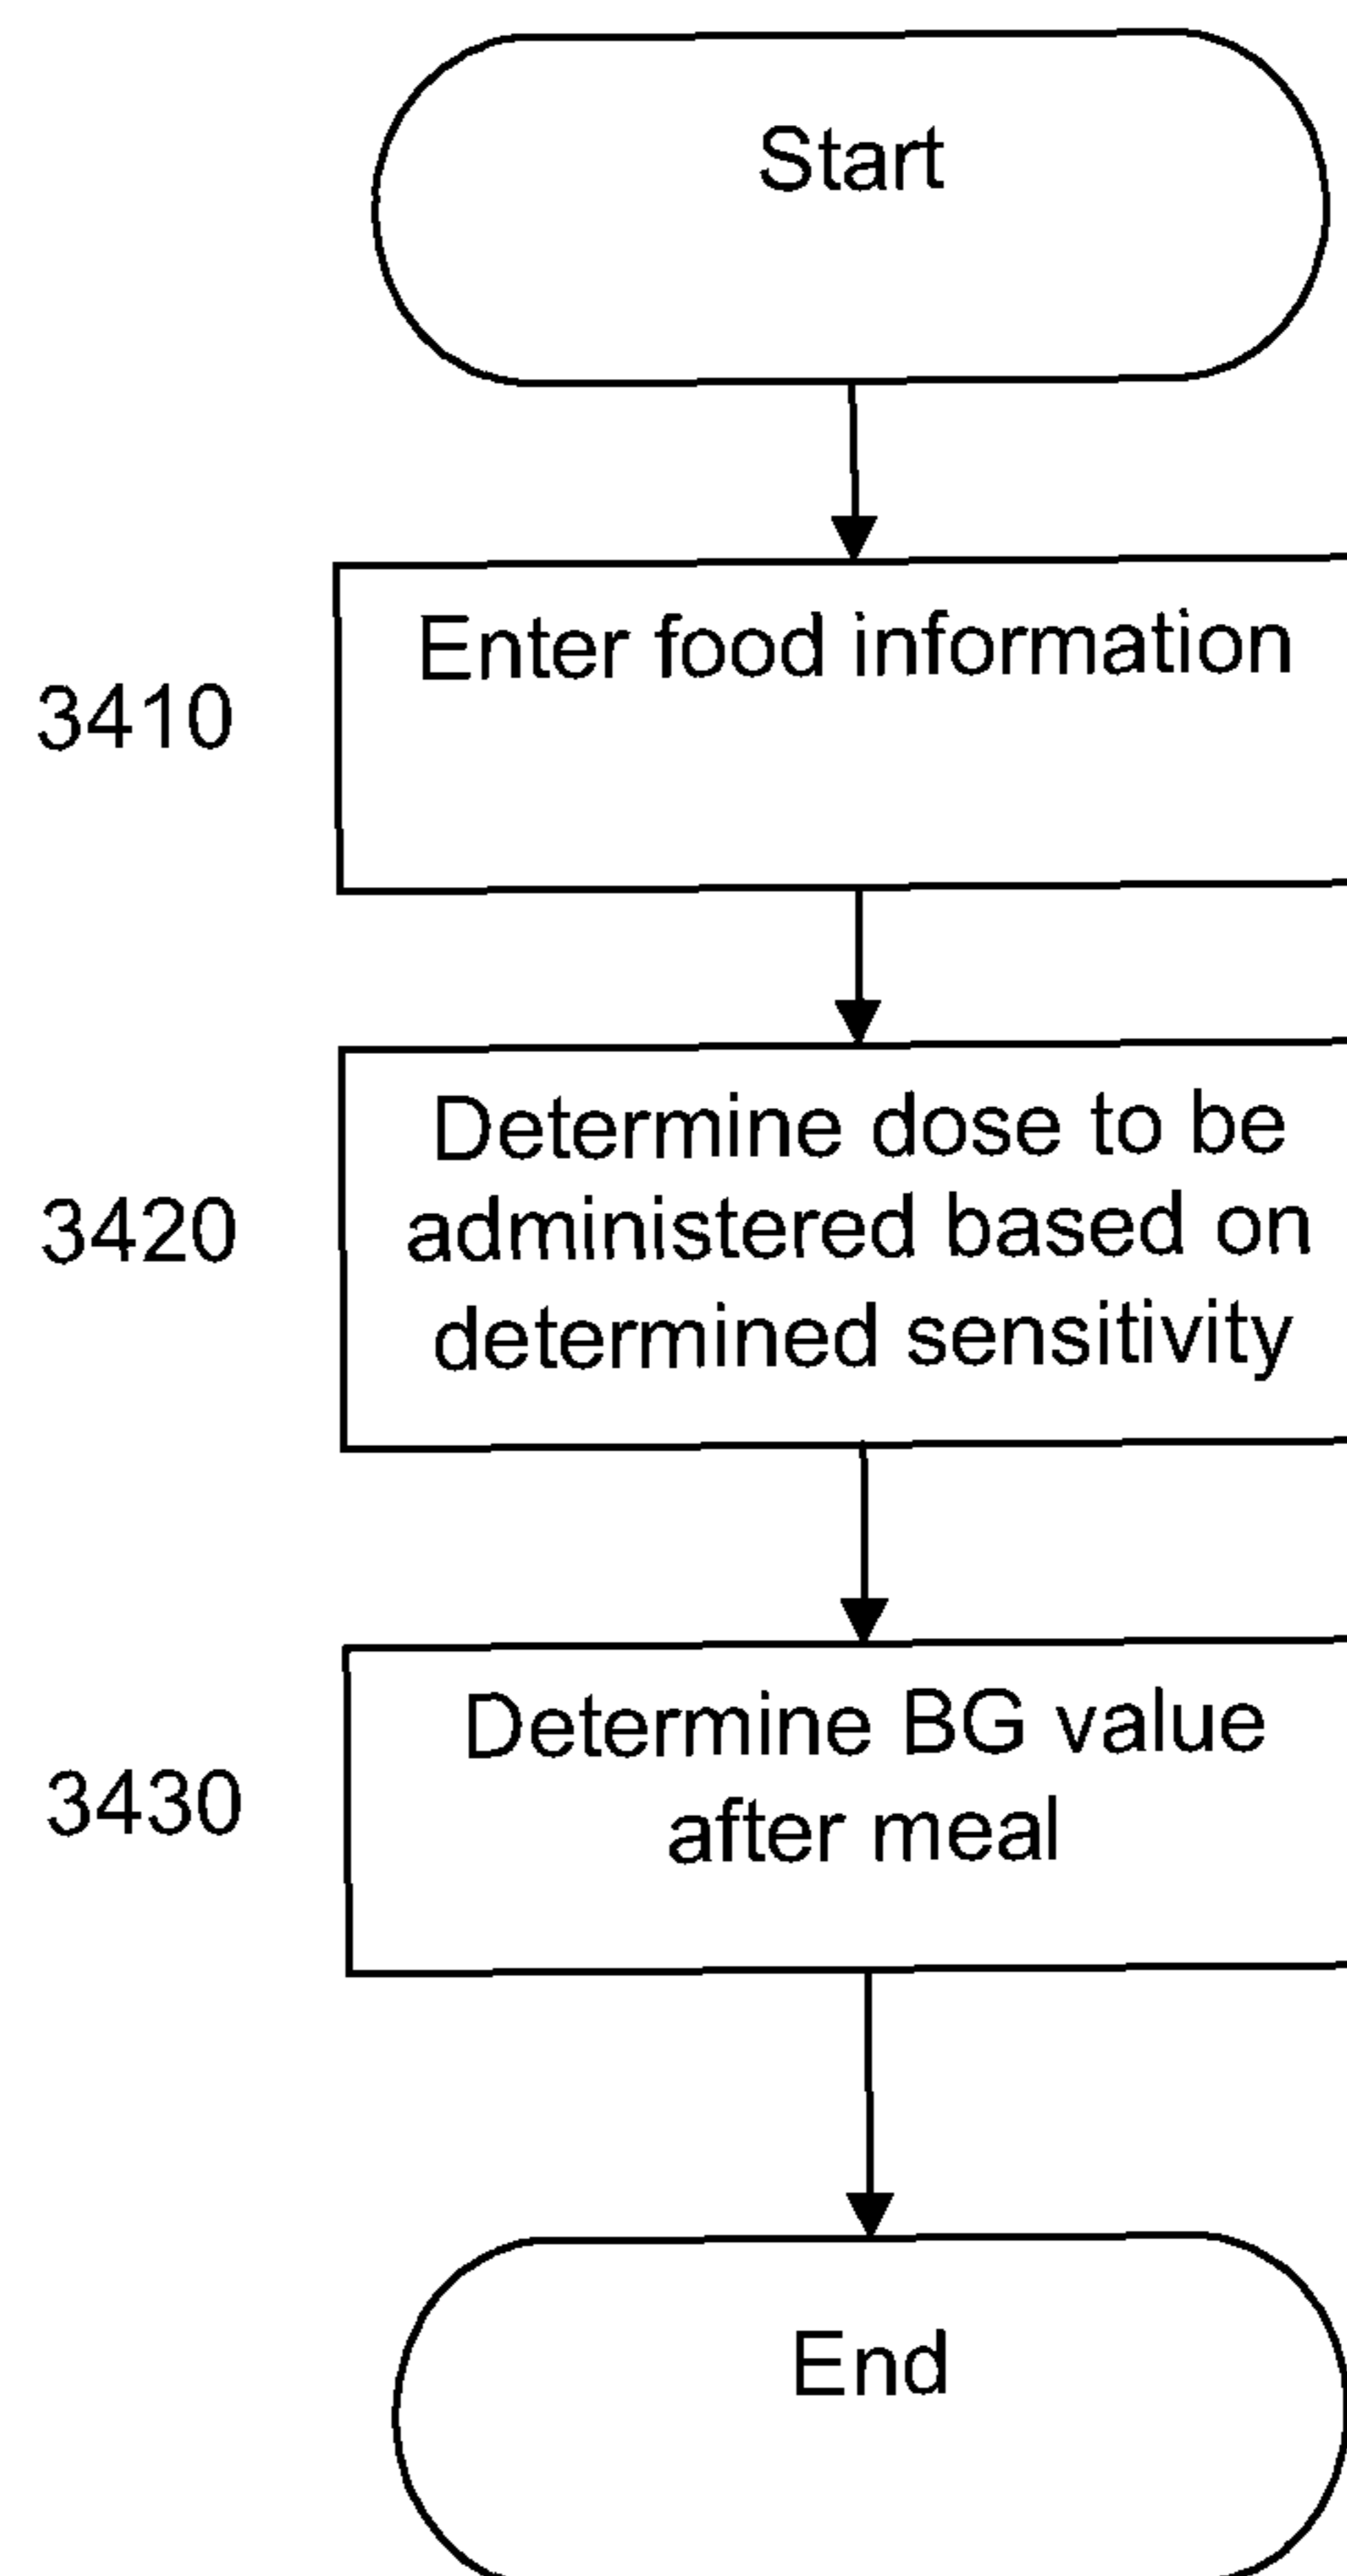 Start
3410
Enter food information
3420
Determine dose to be
administered based on
determined sensitivity
3430
Determine BG value
after meal
End